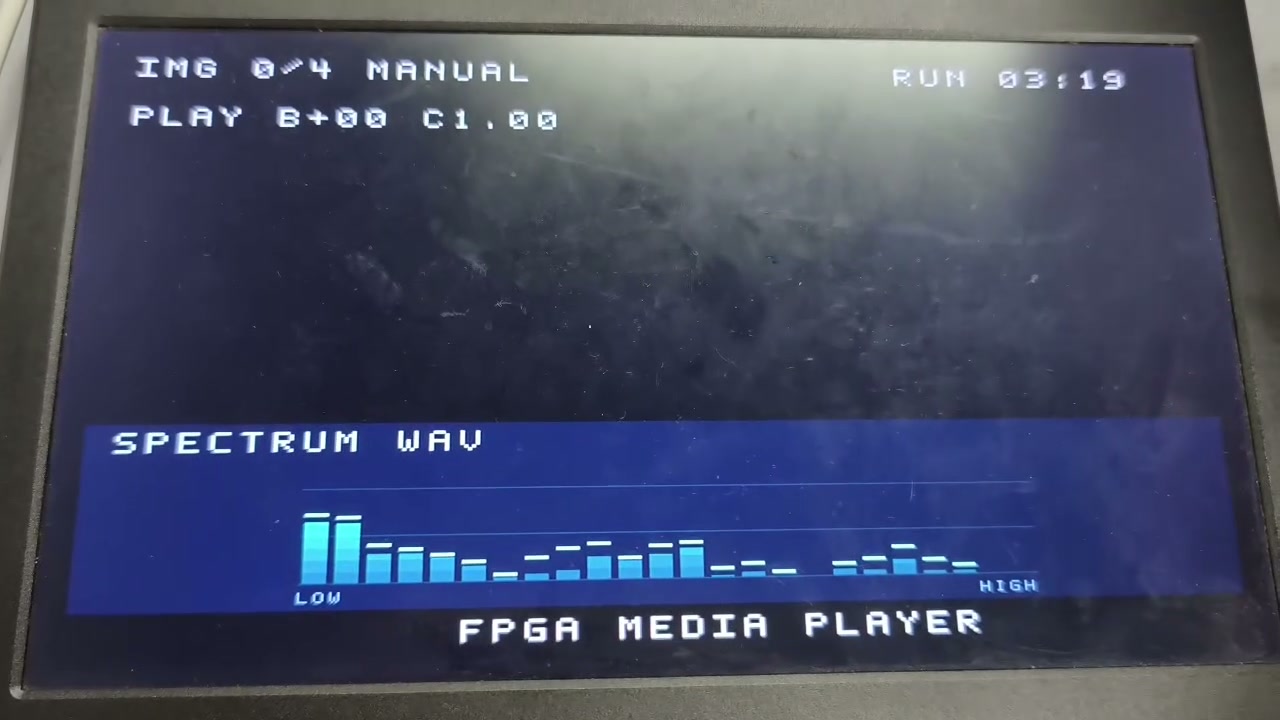 IMG 0/4 MANUAL
RUN 03:19
PLAY B+00 C1.00
SPECTRUM WAV
LOW
HIGH
FPGA MEDIA PLAYER